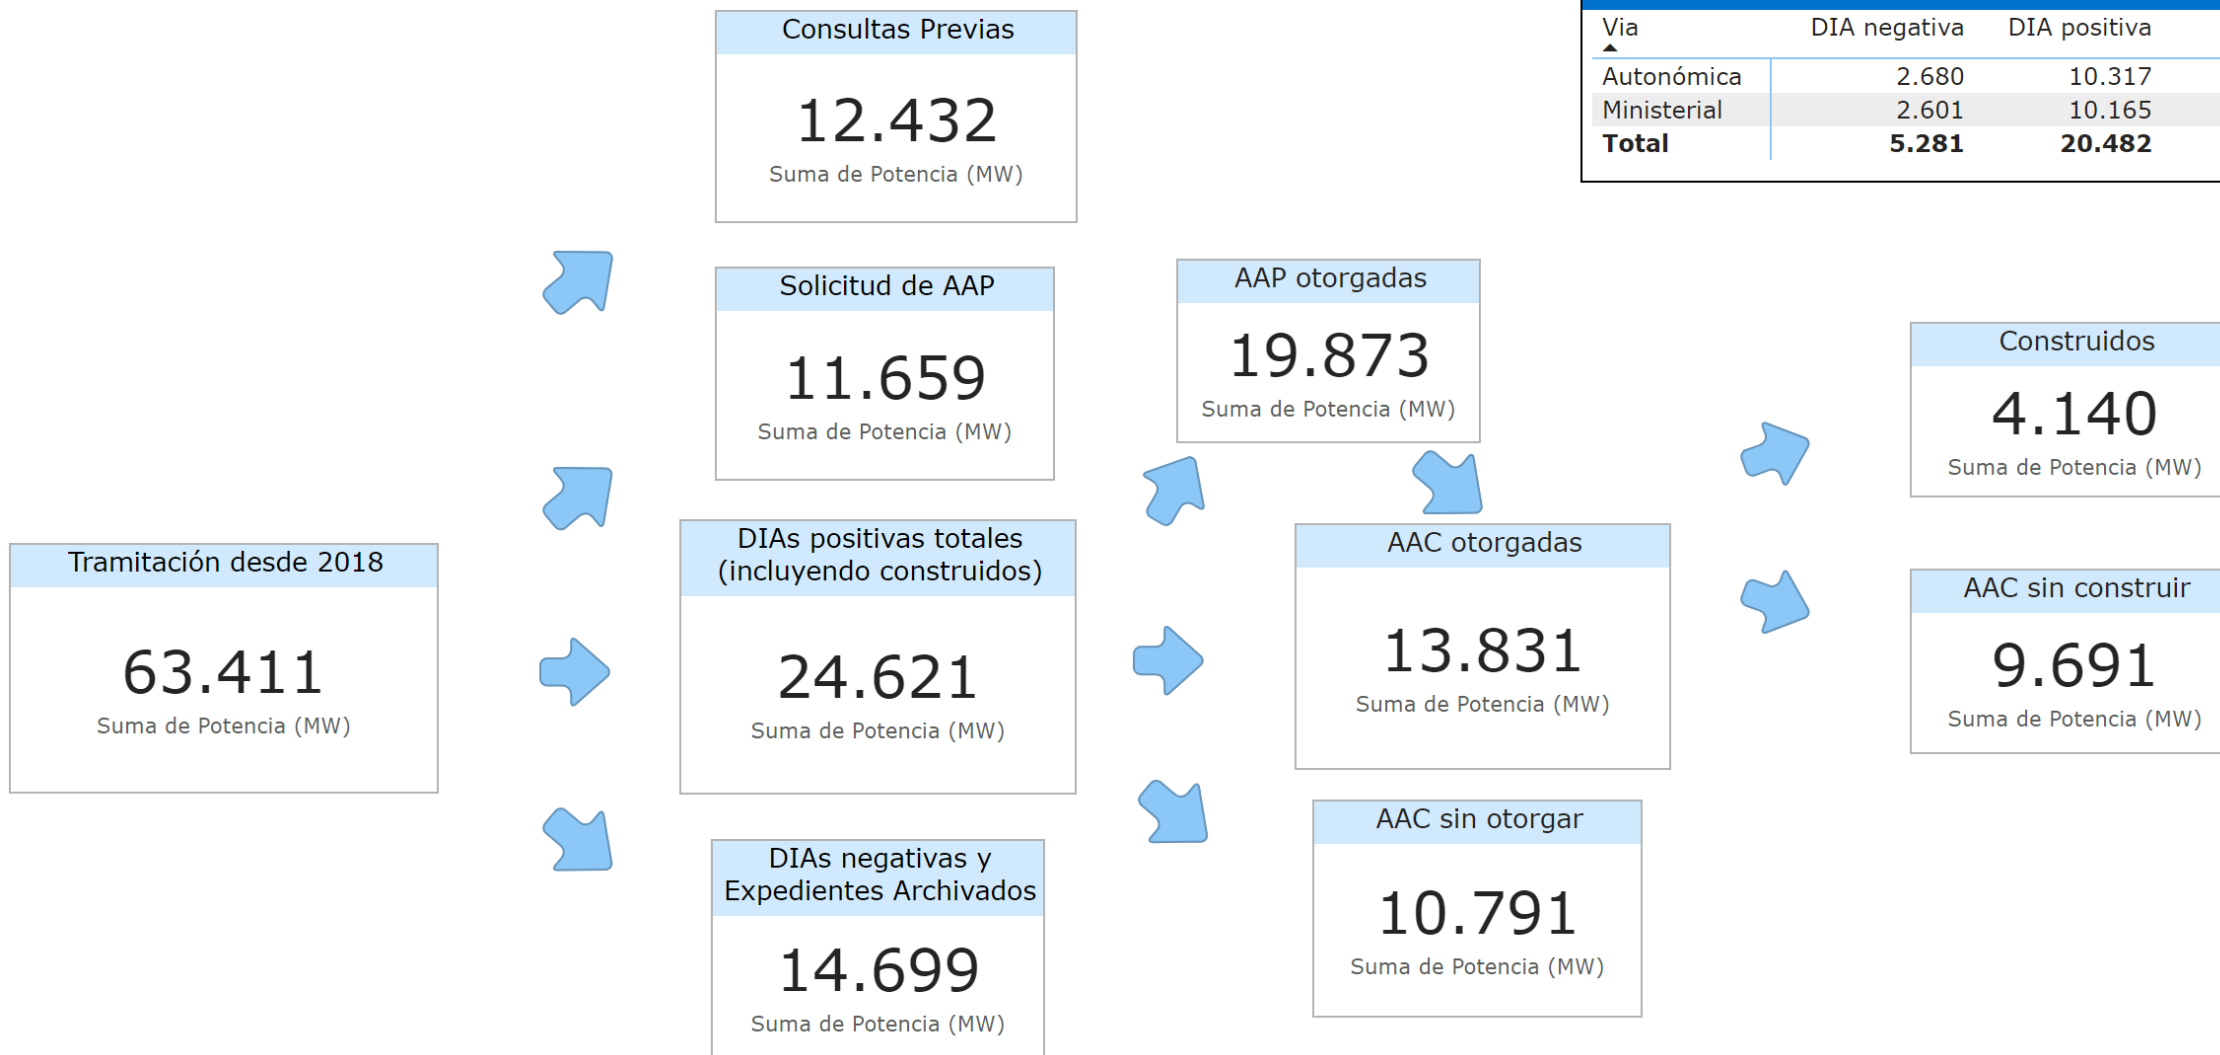 Consultas Previas
12.432
Suma de Potencia (MW)
Via DIA negativa DIA positiva
Autonómica 2.680 10.317
Ministerial 2.601 10.165
Total 5.281 20.482
Solicitud de AAP
11.659
Suma de Potencia (MW)
AAP otorgadas
19.873
Suma de Potencia (MW)
Construidos
4.140
Suma de Potencia (MW)
Tramitación desde 2018
63.411
Suma de Potencia (MW)
DIAs positivas totales
(incluyendo construidos)
24.621
Suma de Potencia (MW)
AAC otorgadas
13.831
Suma de Potencia (MW)
AAC sin construir
9.691
Suma de Potencia (MW)
DIAs negativas y
Expedientes Archivados
14.699
Suma de Potencia (MW)
AAC sin otorgar
10.791
Suma de Potencia (MW)